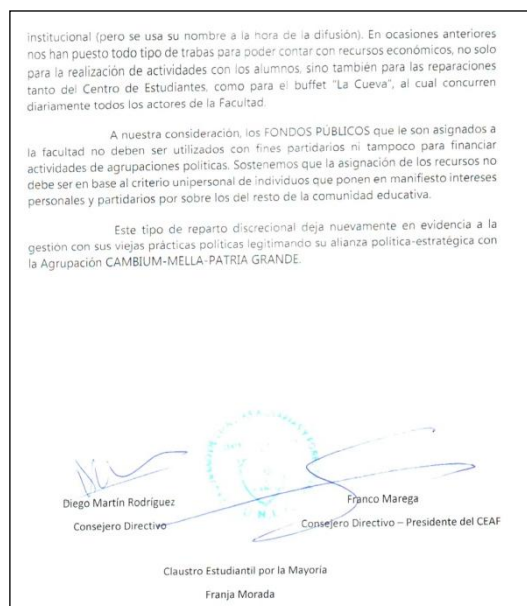 institucional (pero se usa su nombre a la hora de la difusión). En ocasiones anteriores
nos han puesto todo tipo de trabas para poder contar con recursos económicos, no solo
para la realización de actividades con los alumnos, sino también para las reparaciones
tanto del Centro de Estudiantes, como para el buffet "La Cueva", al cual concurren
diariamente todos los actores de la Facultad.
A nuestra consideración, los FONDOS PÚBLICOS que le son asignados a
la facultad no deben ser utilizados con fines partidarios ni tampoco para financiar
actividades de agrupaciones políticas. Sostenemos que la asignación de los recursos no
debe ser en base al criterio unipersonal de individuos que ponen en manifiesto intereses
personales y partidarios por sobre los del resto de la comunidad educativa.
Este tipo de reparto discrecional deja nuevamente en evidencia a la
gestión con sus viejas prácticas políticas legitimando su alianza política-estratégica con
la Agrupación CAMBIUM-MELLA-PATRIA GRANDE.
Diego Martín Rodríguez
Consejero Directivo
Franco Marega
Consejero Directivo – Presidente del CEAF
Claustro Estudiantil por la Mayoría
Franja Morada